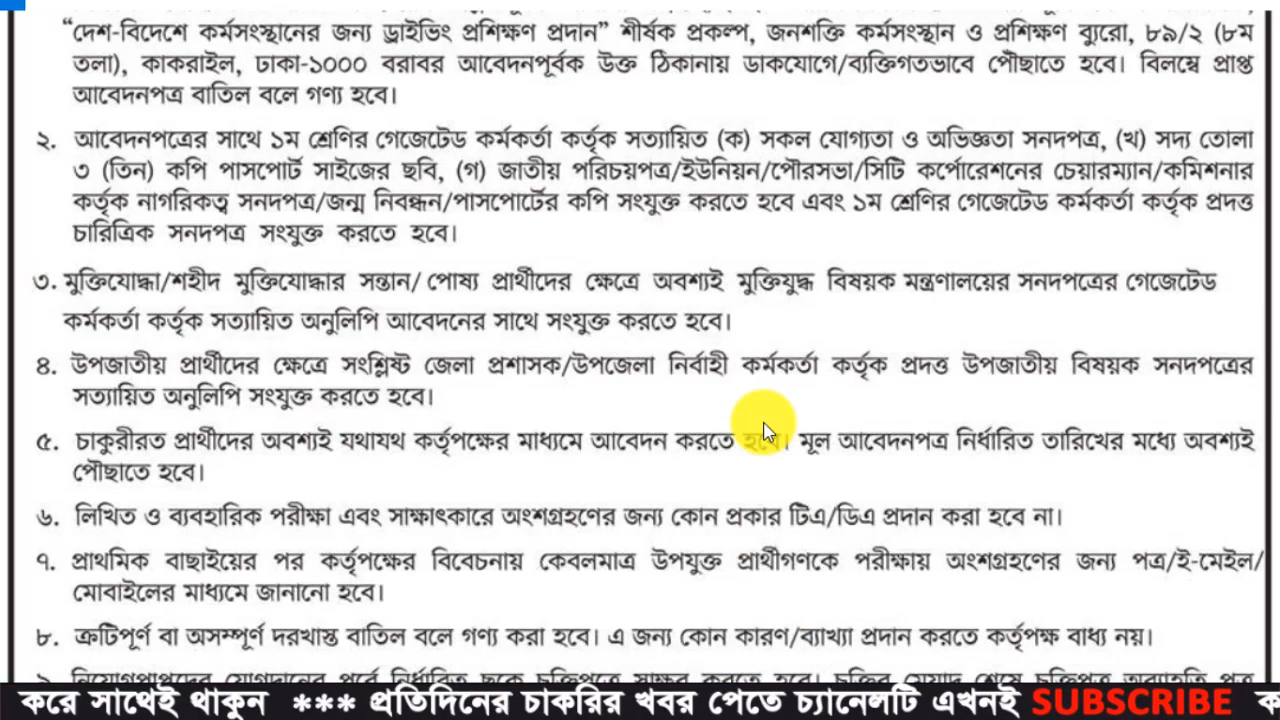 “দেশ-বিদেশে কর্মসংস্থানের জন্য ড্রাইভিং প্রশিক্ষণ প্রদান” শীর্ষক প্রকল্প, জনশক্তি কর্মসংস্থান ও প্রশিক্ষণ ব্যুরো, ৮৯/২ (৮ম
তলা), কাকরাইল, ঢাকা-১০০০ বরাবর আবেদনপূর্বক উক্ত ঠিকানায় ডাকযোগে/ব্যক্তিগতভাবে পৌঁছাতে হবে। বিলম্বে প্রাপ্ত
আবেদনপত্র বাতিল বলে গণ্য হবে।
২. আবেদনপত্রের সাথে ১ম শ্রেণির গেজেটেড কর্মকর্তা কর্তৃক সত্যায়িত (ক) সকল যোগ্যতা ও অভিজ্ঞতা সনদপত্র, (খ) সদ্য তোলা
৩ (তিন) কপি পাসপোর্ট সাইজের ছবি, (গ) জাতীয় পরিচয়পত্র/ইউনিয়ন/পৌরসভা/সিটি কর্পোরেশনের চেয়ারম্যান/কমিশনার
কর্তৃক নাগরিকত্ব সনদপত্র/জন্ম নিবন্ধন/পাসপোর্টের কপি সংযুক্ত করতে হবে এবং ১ম শ্রেণির গেজেটেড কর্মকর্তা কর্তৃক প্রদত্ত
চারিত্রিক সনদপত্র সংযুক্ত করতে হবে।
৩. মুক্তিযোদ্ধা/শহীদ মুক্তিযোদ্ধার সন্তান/ পোষ্য প্রার্থীদের ক্ষেত্রে অবশ্যই মুক্তিযুদ্ধ বিষয়ক মন্ত্রণালয়ের সনদপত্রের গেজেটেড
কর্মকর্তা কর্তৃক সত্যায়িত অনুলিপি আবেদনের সাথে সংযুক্ত করতে হবে।
৪. উপজাতীয় প্রার্থীদের ক্ষেত্রে সংশ্লিষ্ট জেলা প্রশাসক/উপজেলা নির্বাহী কর্মকর্তা কর্তৃক প্রদত্ত উপজাতীয় বিষয়ক সনদপত্রের
সত্যায়িত অনুলিপি সংযুক্ত করতে হবে।
৫. চাকুরীরত প্রার্থীদের অবশ্যই যথাযথ কর্তৃপক্ষের মাধ্যমে আবেদন করতে হবে। মূল আবেদনপত্র নির্ধারিত তারিখের মধ্যে অবশ্যই
পৌঁছাতে হবে।
৬. লিখিত ও ব্যবহারিক পরীক্ষা এবং সাক্ষাৎকারে অংশগ্রহণের জন্য কোন প্রকার টিএ/ডিএ প্রদান করা হবে না।
৭. প্রাথমিক বাছাইয়ের পর কর্তৃপক্ষের বিবেচনায় কেবলমাত্র উপযুক্ত প্রার্থীগণকে পরীক্ষায় অংশগ্রহণের জন্য পত্র/ই-মেইল/
মোবাইলের মাধ্যমে জানানো হবে।
৮. ক্রটিপূর্ণ বা অসম্পূর্ণ দরখাস্ত বাতিল বলে গণ্য করা হবে। এ জন্য কোন কারণ/ব্যাখ্যা প্রদান করতে কর্তৃপক্ষ বাধ্য নয়।
করে সাথেই থাকুন *** প্রতিদিনের চাকরির খবর পেতে চ্যানেলটি এখনই SUBSCRIBE ক